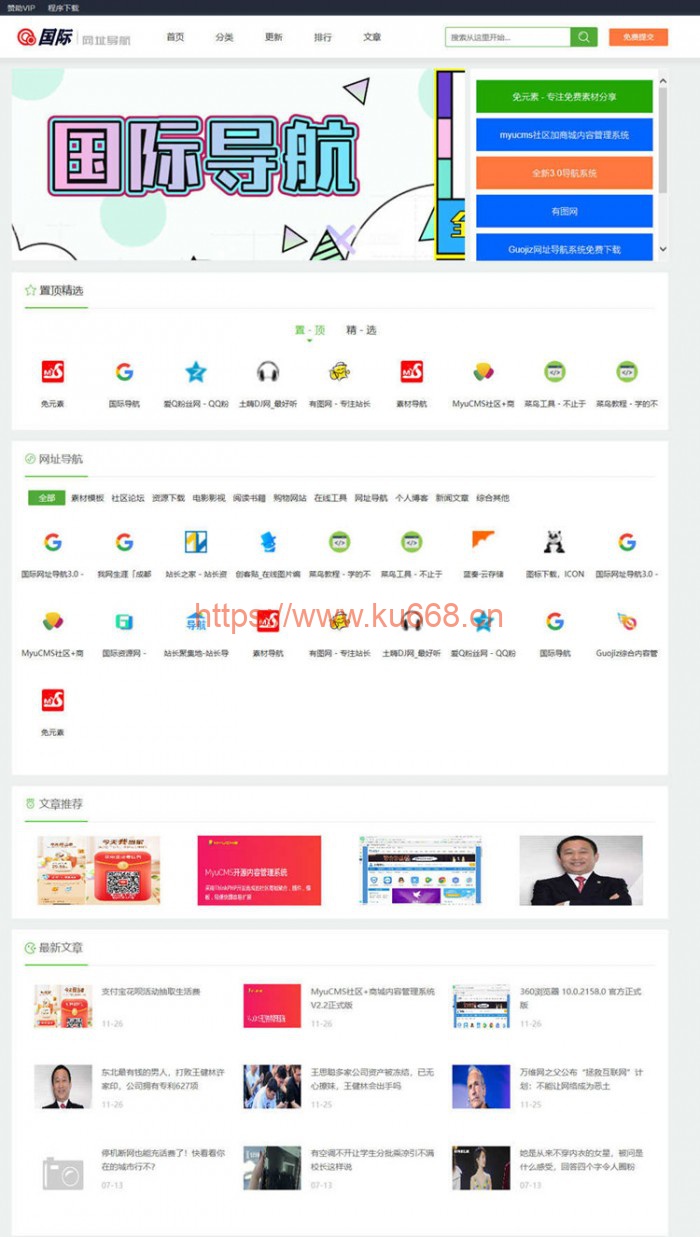 赞助VIP 程序下载
国际 网址导航 首页 分类 更新 排行 文章 搜索从这里开始... 免费提交
国际导航
免元素 - 专注免费素材分享
myucms社区加商城内容管理系统
全新3.0导航系统
有图网
Guojiz网址导航系统免费下载
置顶精选
置 - 顶 精 - 选
免元素 国际导航 爱Q粉丝网 - QQ粉 土嗨DJ网_最好听 有图网 - 专注站长 素材导航 MyuCMS社区+商 菜鸟工具 - 不止于 菜鸟教程 - 学的不
网址导航
全部 素材模板 社区论坛 资源下载 电影影视 阅读书籍 购物网站 在线工具 网址导航 个人博客 新闻文章 综合其他
国际网址导航3.0 - 我网生涯「成都 站长之家 - 站长资 创客贴_在线图片编 菜鸟教程 - 学的不 菜鸟工具 - 不止于 蓝奏·云存储 图标下载，ICON 国际网址导航3.0 -
https://www.ku668.cn
导航
MyuCMS社区+商 国际资源网 - 站长聚集地-站长导 素材导航 有图网 - 专注站长 土嗨DJ网_最好听 爱Q粉丝网 - QQ粉 国际导航 Guojiz综合内容管
免元素
文章推荐
MyuCMS开源内容管理系统
最新文章
支付宝花呗活动抽取生活费
11-26
MyuCMS社区+商城内容管理系统
V2.2正式版
11-26
360浏览器 10.0.2158.0 官方正式
版
11-26
东北最有钱的男人，打败王健林许
家印，公司拥有专利627项
11-26
王思聪多家公司资产被冻结，已无
心撩妹，王健林会出手吗
11-25
万维网之父公布“拯救互联网”计
划：不能让网络成为恶土
11-25
停机断网也能充话费了！快看看你
在的城市行不？
07-13
有空调不开让学生分批乘凉引不满
校长这样说
07-13
她是从来不穿内衣的女星，被问是
什么感受，回答四个字令人圈粉
07-13